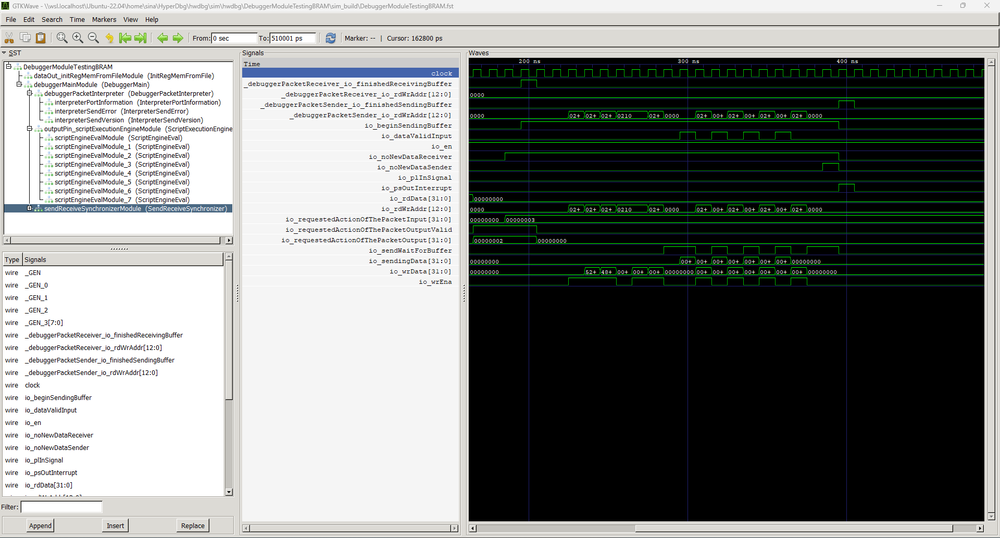 GTKWave - \\wsl.localhost\Ubuntu-22.04\home\sina\HyperDbg\hwdbg\sim\hwdbg\DebuggerModuleTestingBRAM\sim_build\DebuggerModuleTestingBRAM.fst
File Edit Search Time Markers View Help
From: 0 sec To: 510001 ps Marker: -- | Cursor: 162800 ps
SST
DebuggerModuleTestingBRAM
dataOut_initRegMemFromFileModule (InitRegMemFromFile)
debuggerMainModule (DebuggerMain)
debuggerPacketInterpreter (DebuggerPacketInterpreter)
interpreterPortInformation (InterpreterPortInformation)
interpreterSendError (InterpreterSendError)
interpreterSendVersion (InterpreterSendVersion)
outputPin_scriptExecutionEngineModule (ScriptExecutionEngine
scriptEngineEvalModule (ScriptEngineEval)
scriptEngineEvalModule_1 (ScriptEngineEval)
scriptEngineEvalModule_2 (ScriptEngineEval)
scriptEngineEvalModule_3 (ScriptEngineEval)
scriptEngineEvalModule_4 (ScriptEngineEval)
scriptEngineEvalModule_5 (ScriptEngineEval)
scriptEngineEvalModule_6 (ScriptEngineEval)
scriptEngineEvalModule_7 (ScriptEngineEval)
sendReceiveSynchronizerModule (SendReceiveSynchronizer)
Type Signals
wire _GEN
wire _GEN_0
wire _GEN_1
wire _GEN_2
wire _GEN_3[7:0]
wire _debuggerPacketReceiver_io_finishedReceivingBuffer
wire _debuggerPacketReceiver_io_rdWrAddr[12:0]
wire _debuggerPacketSender_io_finishedSendingBuffer
wire _debuggerPacketSender_io_rdWrAddr[12:0]
wire clock
wire io_beginSendingBuffer
wire io_dataValidInput
wire io_en
wire io_noNewDataReceiver
wire io_noNewDataSender
wire io_plInSignal
wire io_psOutInterrupt
wire io_rdData[31:0]
Filter:
Append Insert Replace
Signals
Time
clock
_debuggerPacketReceiver_io_finishedReceivingBuffer
_debuggerPacketReceiver_io_rdWrAddr[12:0]
_debuggerPacketSender_io_finishedSendingBuffer
_debuggerPacketSender_io_rdWrAddr[12:0]
io_beginSendingBuffer
io_dataValidInput
io_en
io_noNewDataReceiver
io_noNewDataSender
io_plInSignal
io_psOutInterrupt
io_rdData[31:0]
io_rdWrAddr[12:0]
io_requestedActionOfThePacketInput[31:0]
io_requestedActionOfThePacketOutputValid
io_requestedActionOfThePacketOutput[31:0]
io_sendWaitForBuffer
io_sendingData[31:0]
io_wrData[31:0]
io_wrEna
Waves
200 ns 300 ns 400 ns
0000
0000 02+ 02+ 02+ 0210 02+ 0000 02+ 00+ 02+ 00+ 02+ 00+ 02+ 0000
00000000
0000 02+ 02+ 02+ 0210 02+ 0000 02+ 00+ 02+ 00+ 02+ 00+ 02+ 0000
00000000 00000003
00000002 00000000
00000000 00+ 00+ 00+ 00+ 00+ 00+ 00+ 00000000
00000000 52+ 48+ 00+ 00+ 00+ 00000000 00+ 00+ 00+ 00+ 00+ 00+ 00+ 00000000